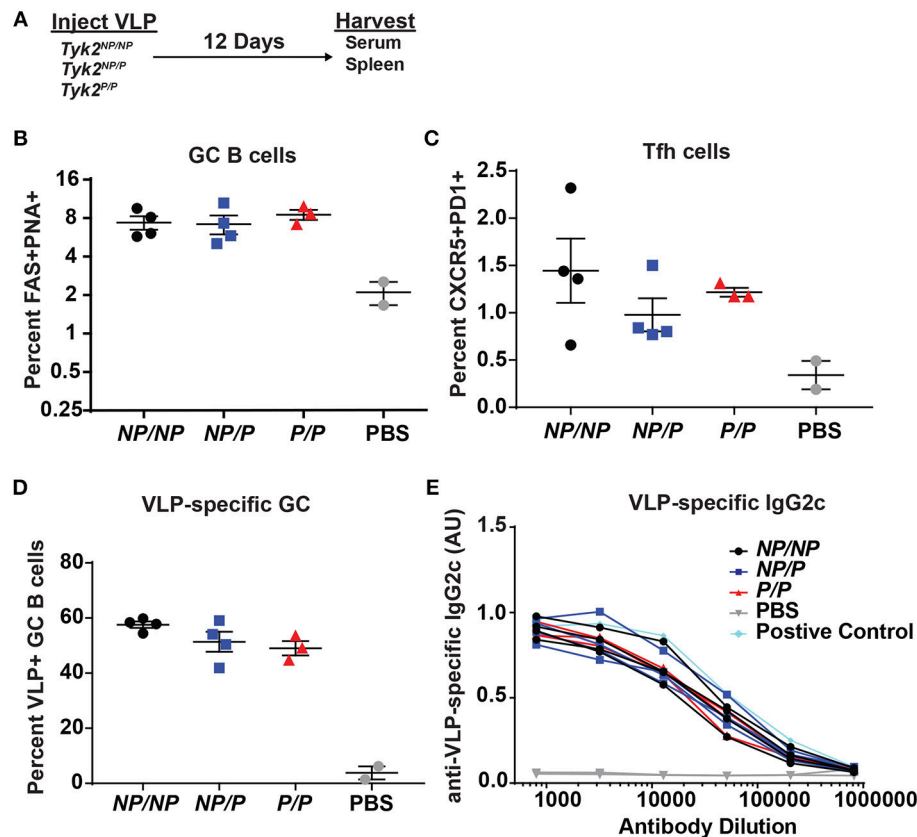 A
Inject VLP
Tyk2NP/NP
Tyk2NP/P
Tyk2P/P
12 Days
Harvest
Serum
Spleen
B
GC B cells
Percent FAS+PNA+
16
8
4
2
1
0.5
0.25
NP/NP NP/P P/P PBS
C
Tfh cells
Percent CXCR5+PD1+
2.5
2.0
1.5
1.0
0.5
0.0
NP/NP NP/P P/P PBS
D
VLP-specific GC
Percent VLP+ GC B cells
80
60
40
20
0
NP/NP NP/P P/P PBS
E
VLP-specific IgG2c
anti-VLP-specific IgG2c (AU)
1.5
1.0
0.5
0.0
NP/NP
NP/P
P/P
PBS
Postive Control
1000 10000 100000 1000000
Antibody Dilution